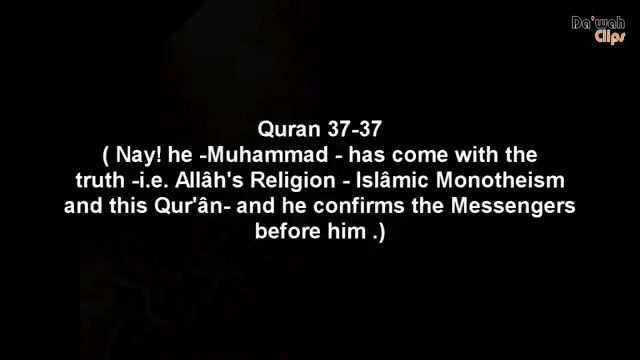 Da'wah
Clips
Quran 37-37
( Nay! he -Muhammad - has come with the
truth -i.e. Allâh's Religion - Islâmic Monotheism
and this Qur'ân- and he confirms the Messengers
before him .)